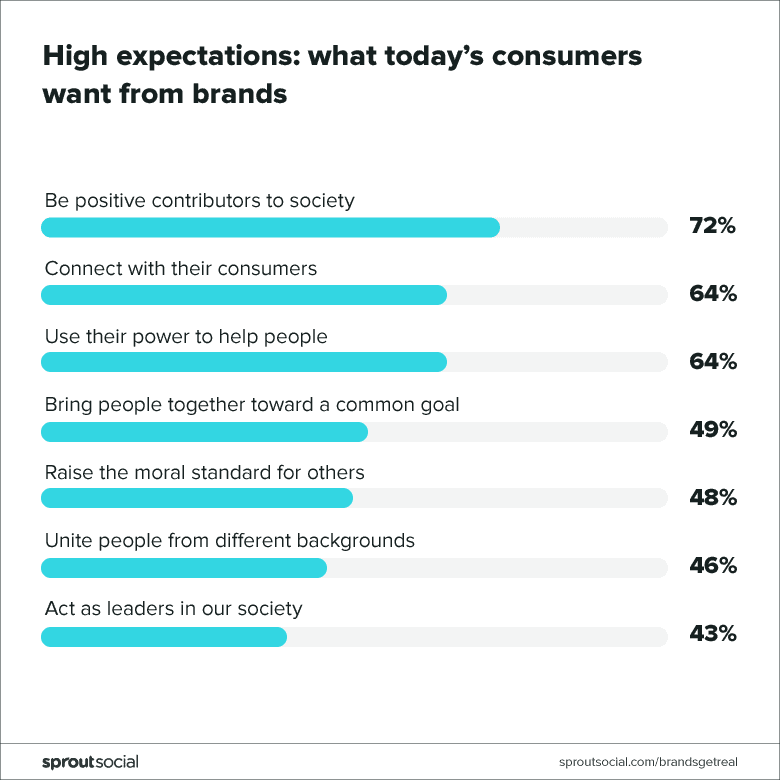 High expectations: what today’s consumers
want from brands
Be positive contributors to society
72%
Connect with their consumers
64%
Use their power to help people
64%
Bring people together toward a common goal
49%
Raise the moral standard for others
48%
Unite people from different backgrounds
46%
Act as leaders in our society
43%
sproutsocial
sproutsocial.com/brandsgetreal